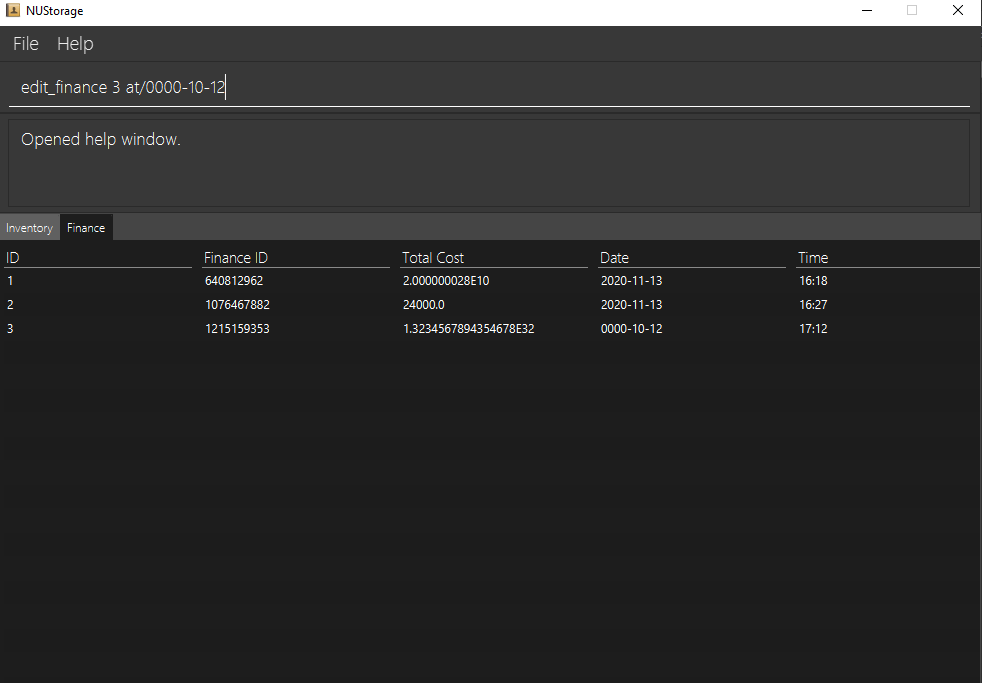 NUStorage
File Help
edit_finance 3 at/0000-10-12
Opened help window.
Inventory Finance
ID Finance ID Total Cost Date Time
1 640812962 2.000000028E10 2020-11-13 16:18
2 1076467882 24000.0 2020-11-13 16:27
3 1215159353 1.3234567894354678E32 0000-10-12 17:12